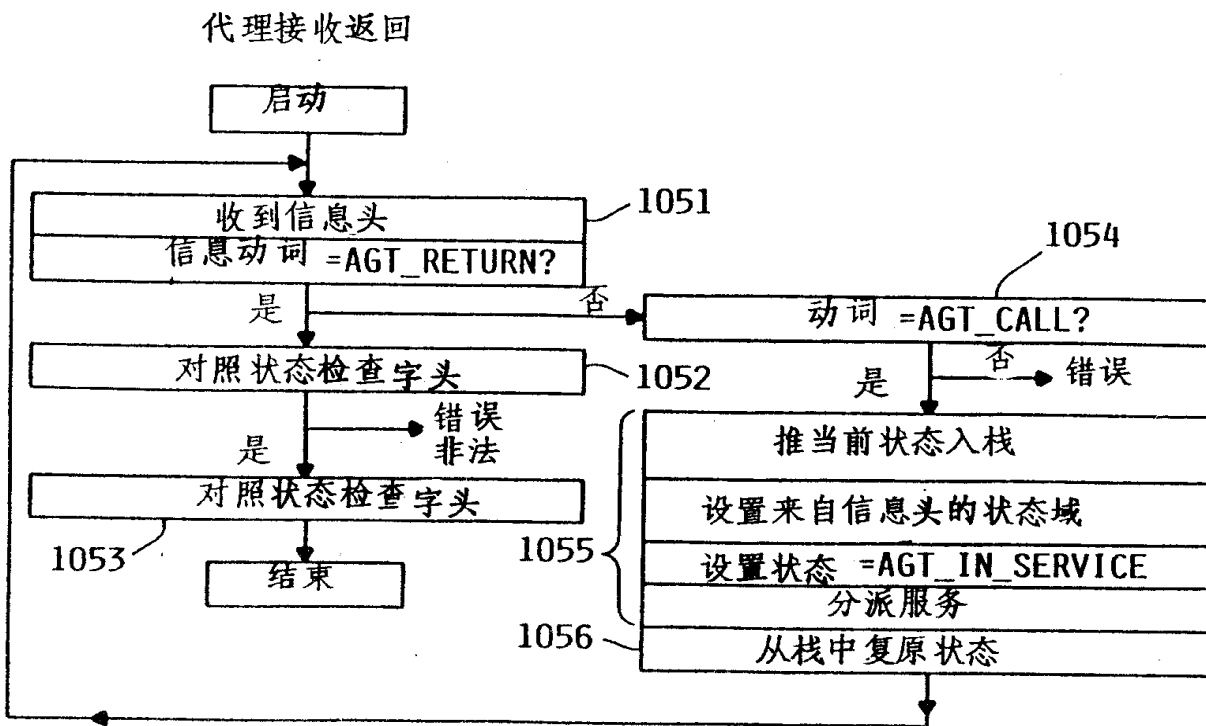 代理接收返回
启动
收到信息头
1051
信息动词 =AGT_RETURN?
是
否
1054
动词 =AGT_CALL?
对照状态检查字头
1052
是
否
错误
错误
非法
是
对照状态检查字头
1053
结束
推当前状态入栈
设置来自信息头的状态域
1055
设置状态 =AGT_IN_SERVICE
分派服务
1056
从栈中复原状态